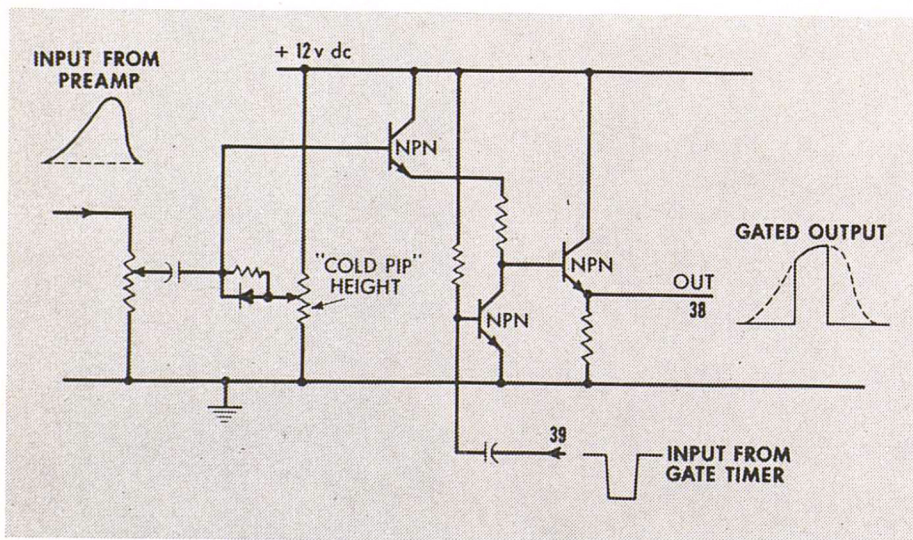 INPUT FROM
PREAMP
+ 12v dc
NPN
"COLD PIP"
HEIGHT
NPN
NPN
GATED OUTPUT
OUT
38
39
INPUT FROM
GATE TIMER